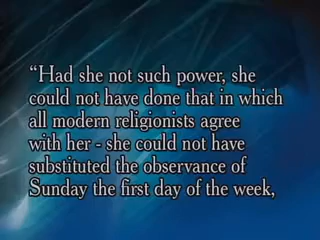 “Had she not such power, she
could not have done that in which
all modern religionists agree
with her - she could not have
substituted the observance of
Sunday the first day of the week,